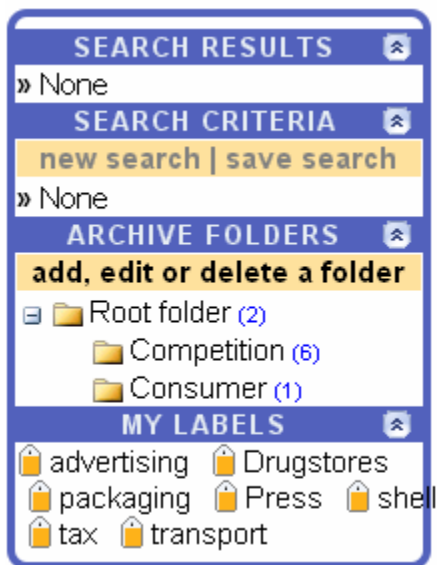 SEARCH RESULTS
» None
SEARCH CRITERIA
new search | save search
» None
ARCHIVE FOLDERS
add, edit or delete a folder
Root folder (2)
Competition (6)
Consumer (1)
MY LABELS
advertising Drugstores
packaging Press shell
tax transport